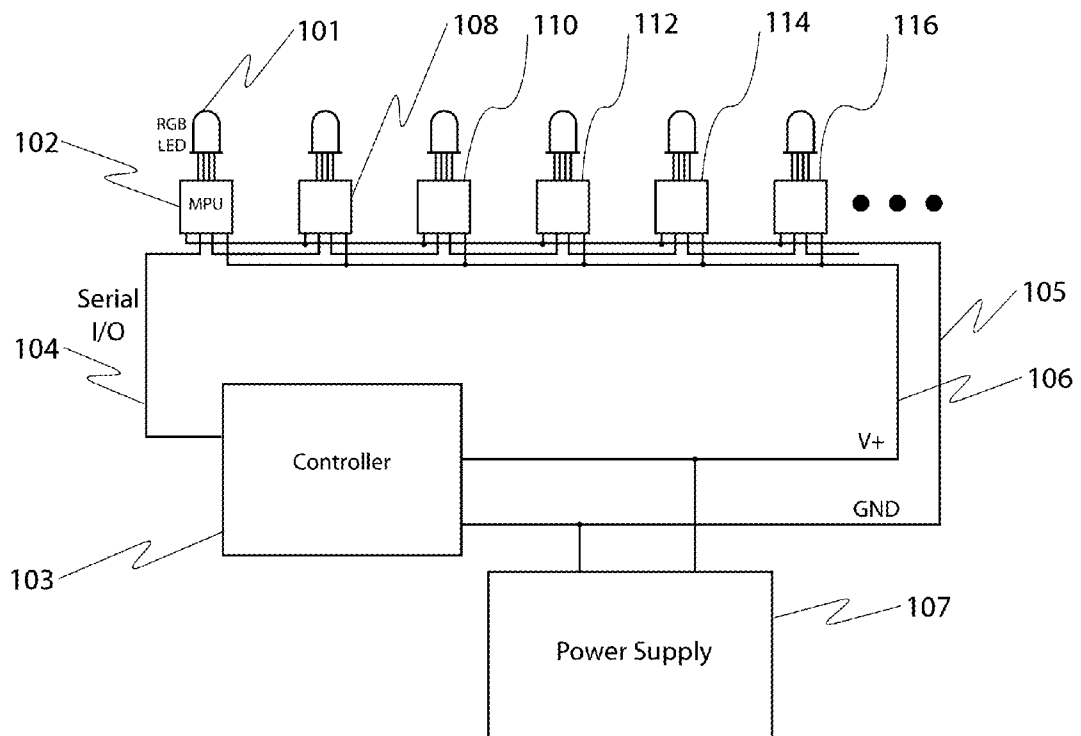 101
108
110
112
114
116
RGB
LED
102
MPU
Serial
I/O
105
104
106
V+
Controller
GND
103
107
Power Supply